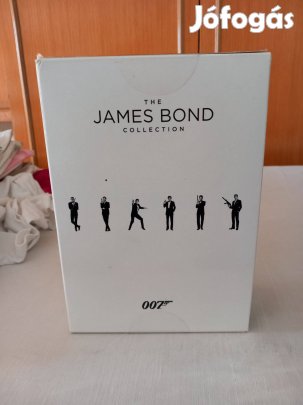 Jófogás
THE
JAMES BOND
COLLECTION
007